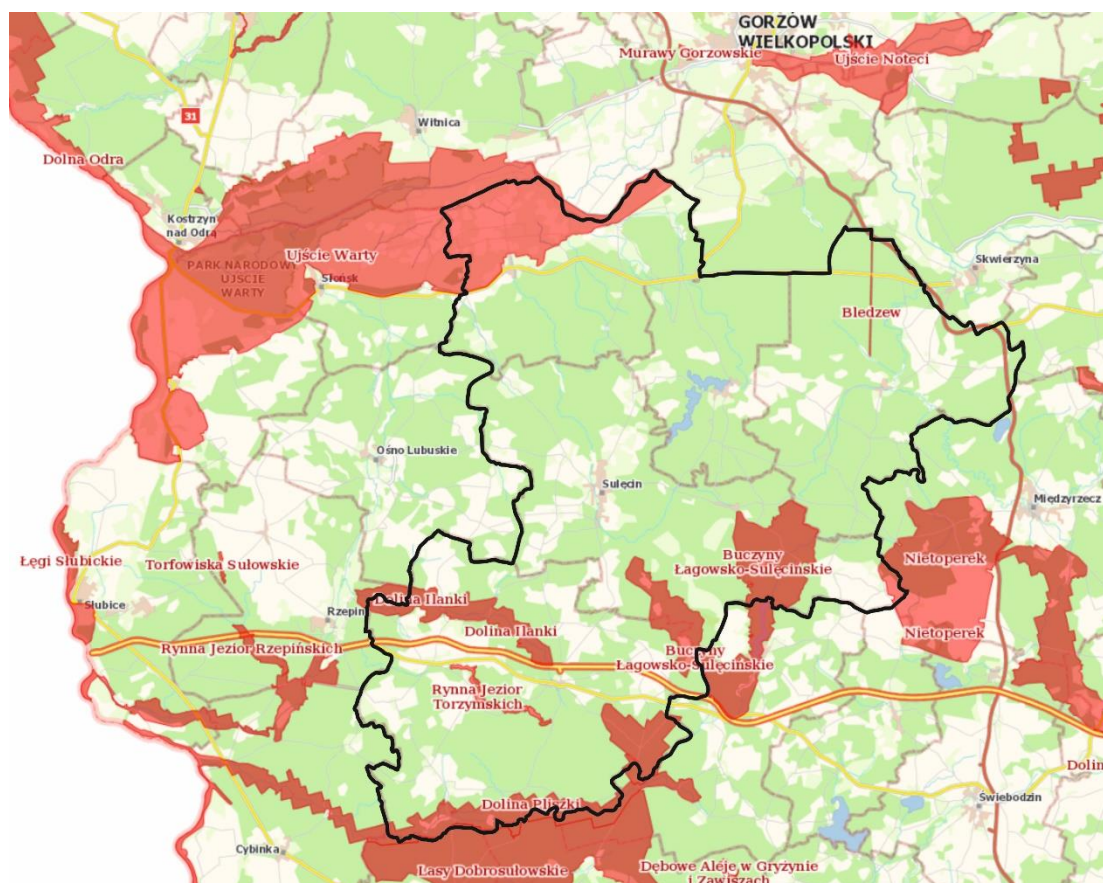 GORZÓW
WIELKOPOLSKI
Murawy Gorzowskie
Ujście Noteci
31
Witnica
Dolna Odra
Kostrzyn
nad Odrą
Ujście Warty
PARK NARODOWY
UJŚCIE
WARTY
Słońsk
Skwierzyna
Bledzew
Ośno Lubuskie
Sulęcin
Międzyrzecz
Buczyny
Łagowsko-Sulęcińskie
Nietoperek
Łęgi Słubickie
Torfowiska Sułowskie
Słubice
Dolina Ilanki
Rzepin
Dolina Ilanki
Nietoperek
Rynna Jezior Rzepińskich
Buczyny
Łagowsko-Sulęcińskie
Rynna Jezior
Torzymskich
Dolin
Świebodzin
Dolina Pliszki
Cybinka
Lasy Dobrosułowskie
Dębowe Aleje w Gryżynie
i Zawiszach